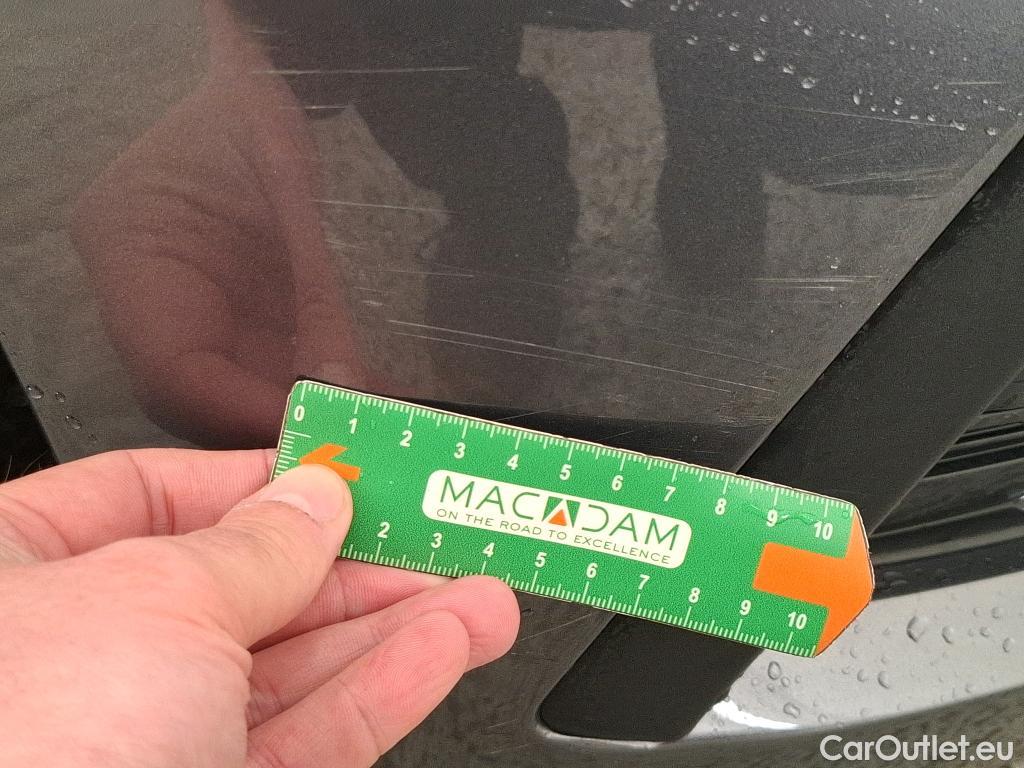 0 1 2 3 4 5 6 7 8 9 10
MACADAM
ON THE ROAD TO EXCELLENCE
2 3 4 5 6 7 8 9 10
CarOutlet.eu